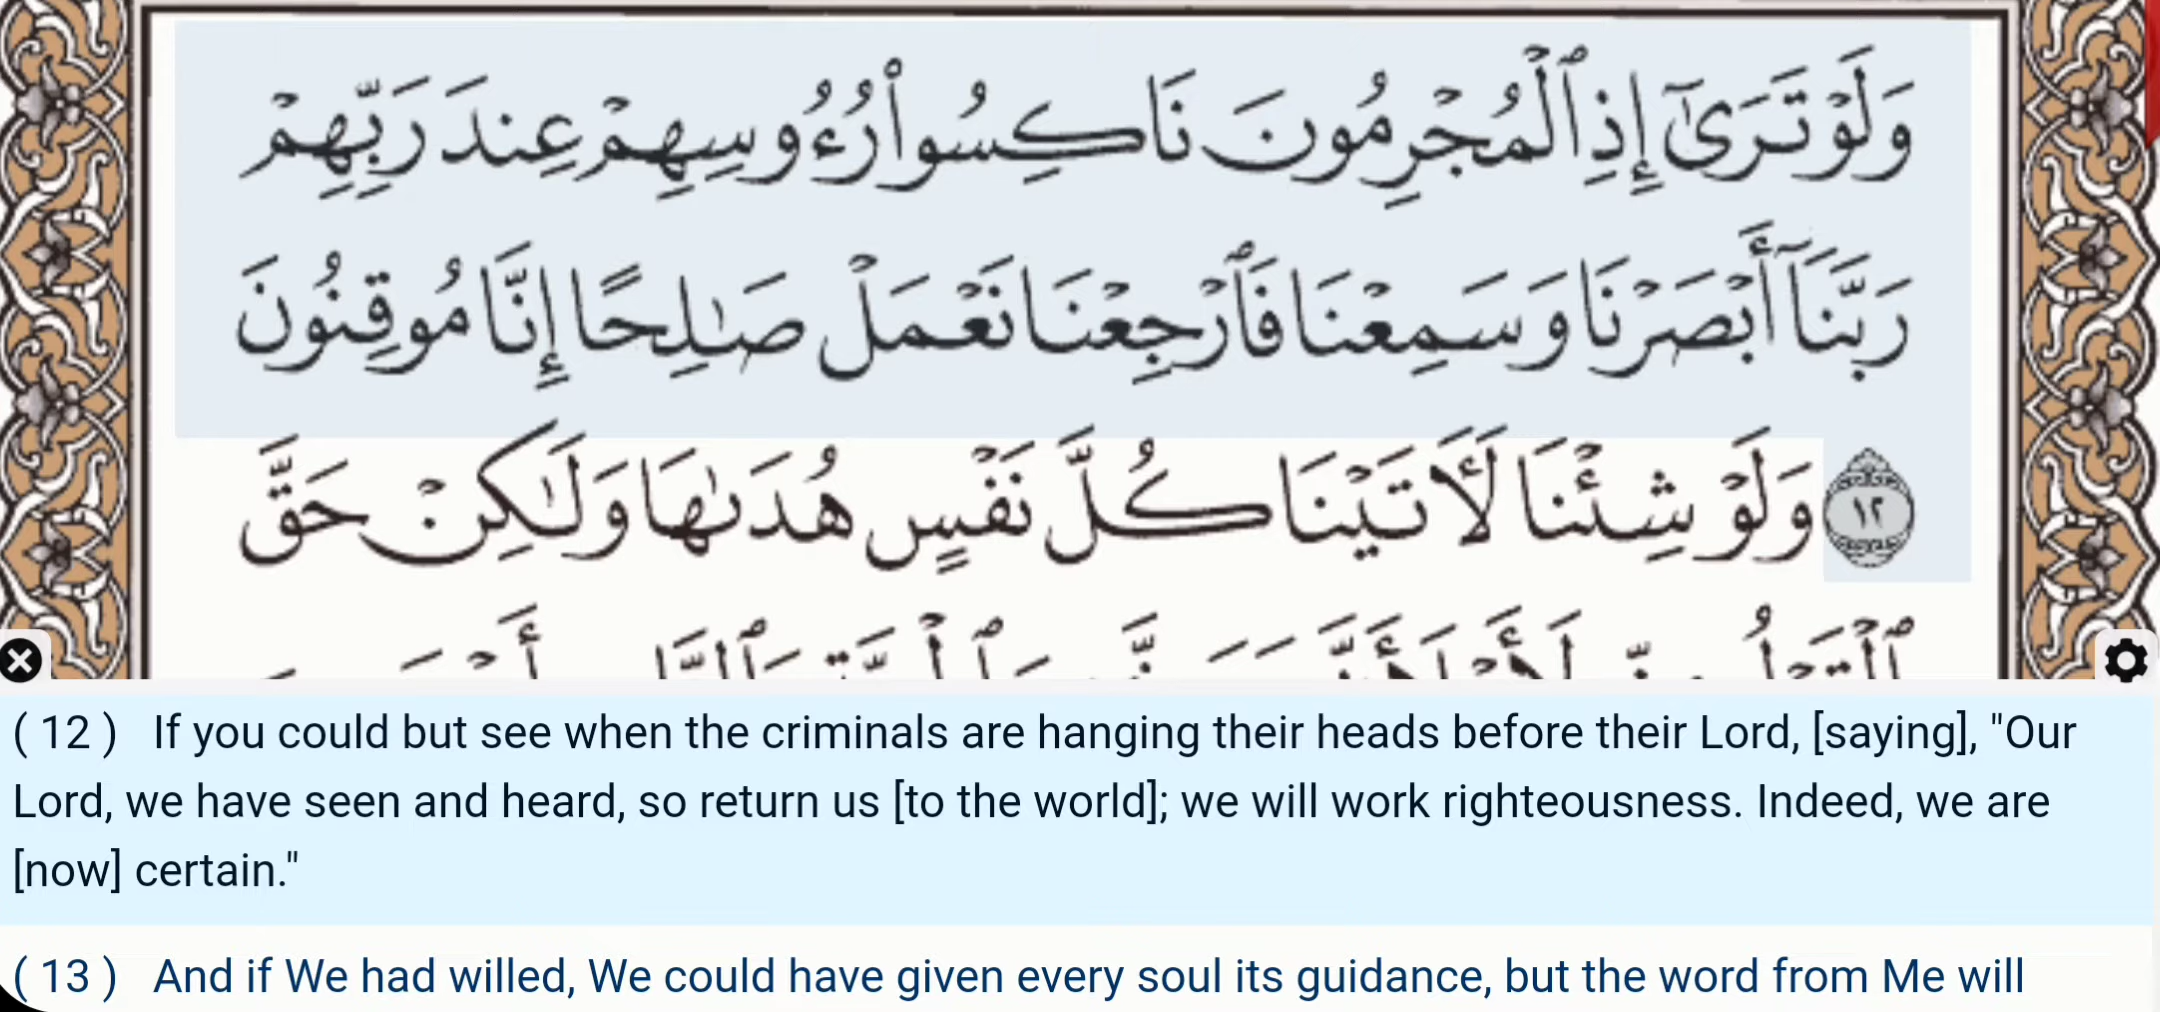 وَلَوْ تَرَىٰٓ إِذِ ٱلْمُجْرِمُونَ نَاكِسُوا۟ رُءُوسِهِمْ عِندَ رَبِّهِمْ
رَبَّنَآ أَبْصَرْنَا وَسَمِعْنَا فَٱرْجِعْنَا نَعْمَلْ صَٰلِحًا إِنَّا مُوقِنُونَ
١٢ وَلَوْ شِئْنَا لَأٓتَيْنَا كُلَّ نَفْسٍ هُدَىٰهَا وَلَٰكِنْ حَقَّ
( 12 ) If you could but see when the criminals are hanging their heads before their Lord, [saying], "Our
Lord, we have seen and heard, so return us [to the world]; we will work righteousness. Indeed, we are
[now] certain."
( 13 ) And if We had willed, We could have given every soul its guidance, but the word from Me will